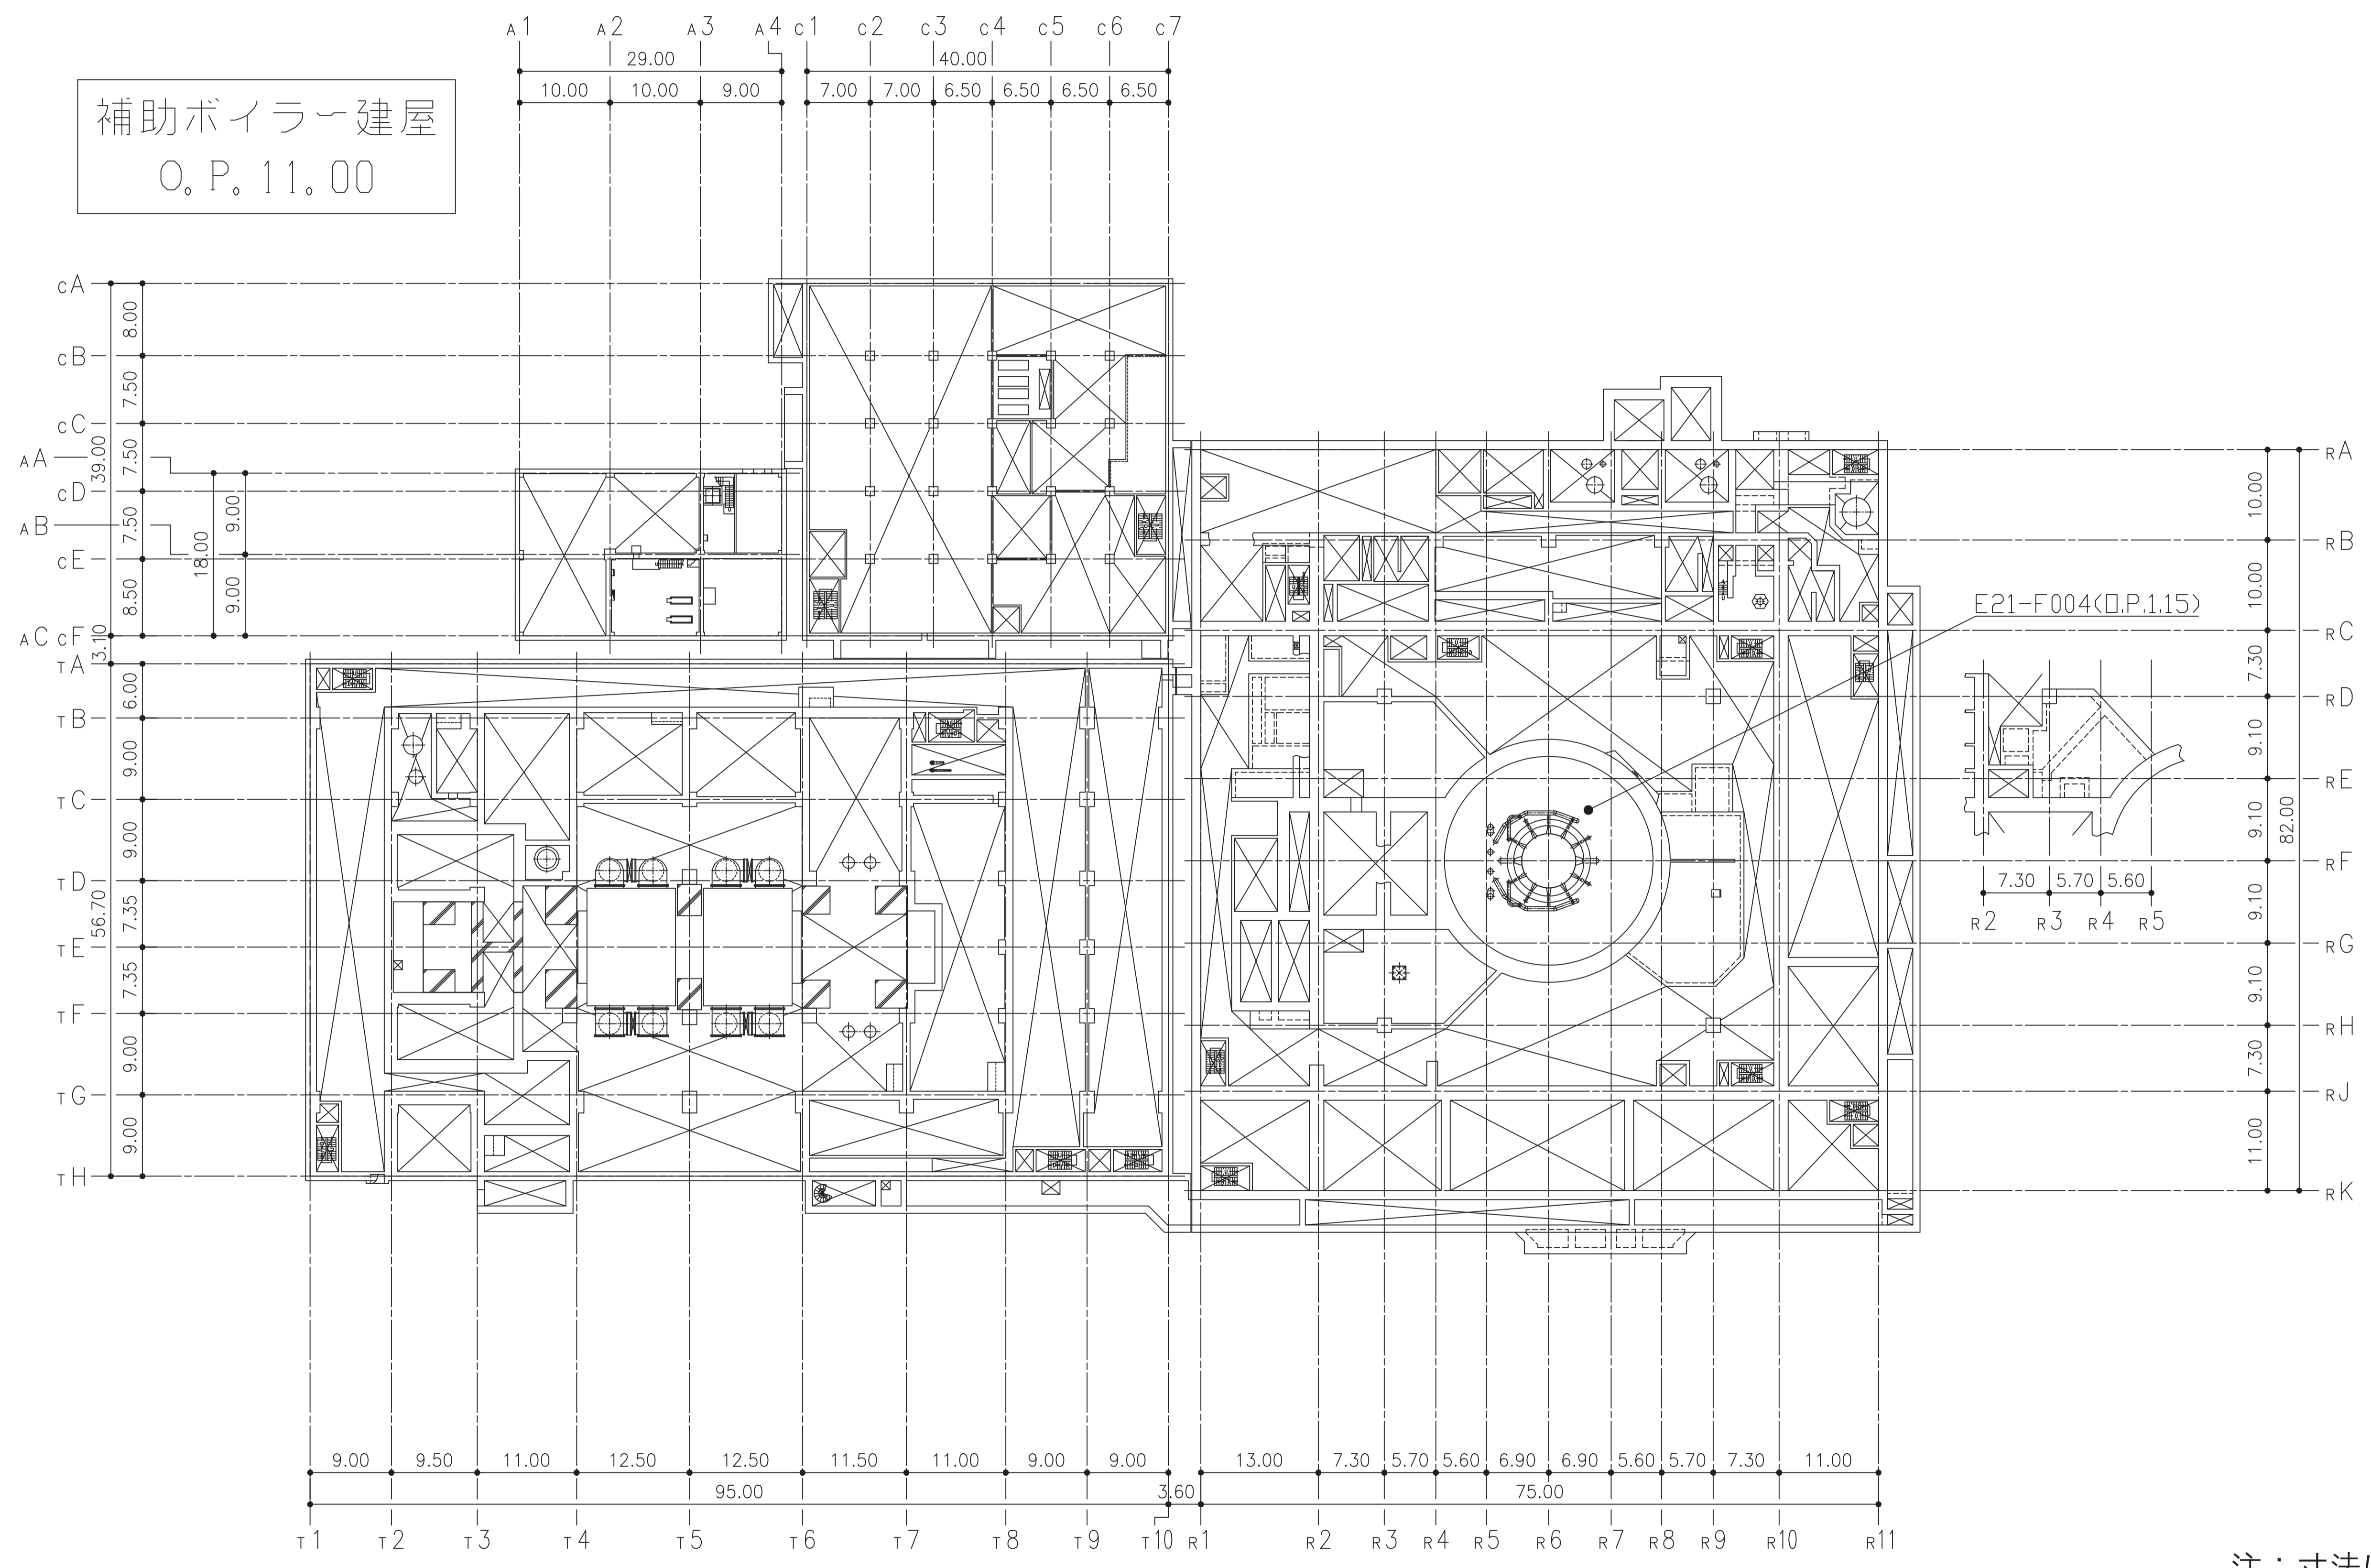 A1 A2 A3 A4 C1 C2 C3 C4 C5 C6 C7
29.00 40.00
10.00 10.00 9.00 7.00 7.00 6.50 6.50 6.50 6.50
補助ボイラー建屋
O.P.11.00
CA
8.00
CB
7.50
CC
39.00
AA
7.50
CD
9.00
AB
7.50
18.00
CE
9.00
8.50
AC CF
3.10
TA
6.00
TB
9.00
TC
9.00
TD
7.35
56.70
TE
7.35
TF
9.00
TG
9.00
TH
RA
10.00
RB
10.00
E21-F004(O.P.1.15)
RC
7.30
RD
9.10
RE
9.10
82.00
RF
9.10
RG
9.10
RH
7.30
RJ
11.00
RK
7.30 5.70 5.60
R2 R3 R4 R5
9.00 9.50 11.00 12.50 12.50 11.50 11.00 9.00 9.00 13.00 7.30 5.70 5.60 6.90 6.90 5.60 5.70 7.30 11.00
95.00 3.60 75.00
T1 T2 T3 T4 T5 T6 T7 T8 T9 T10 R1 R2 R3 R4 R5 R6 R7 R8 R9 R10 R11
注：寸法